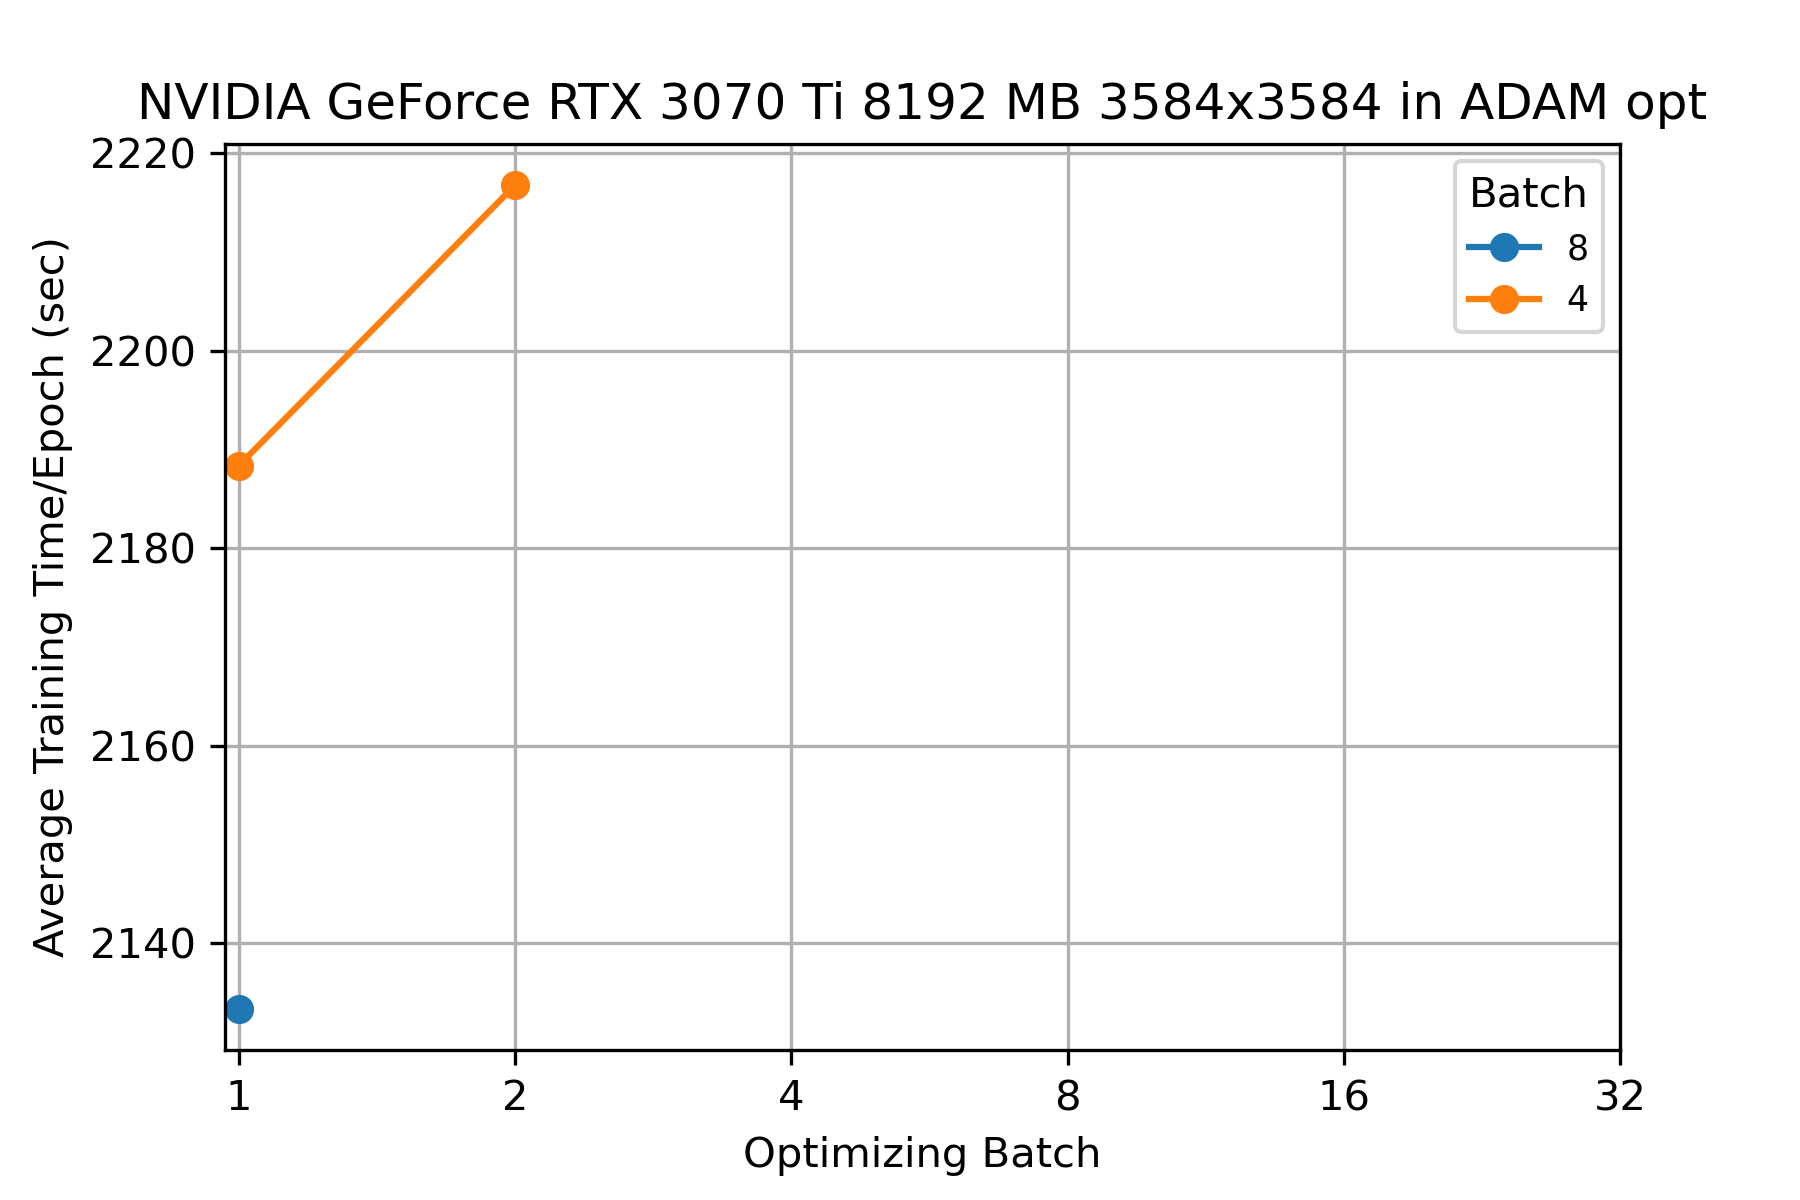 NVIDIA GeForce RTX 3070 Ti 8192 MB 3584x3584 in ADAM opt
Average Training Time/Epoch (sec)
2220
2200
2180
2160
2140
Batch
8
4
1 2 4 8 16 32
Optimizing Batch